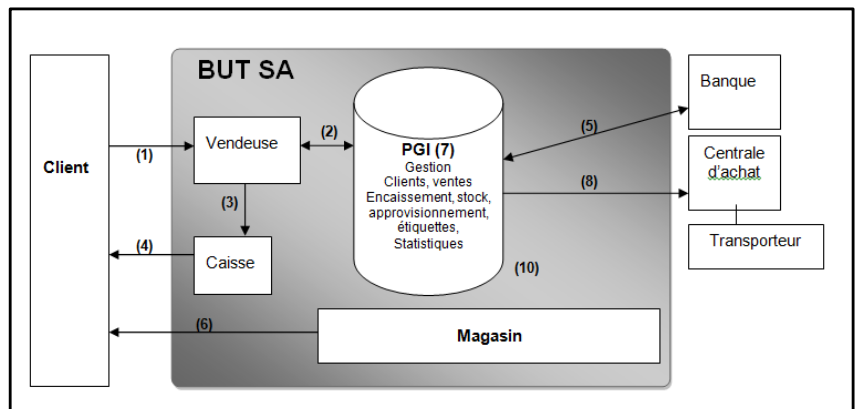 BUT SA
Client
(1)
Vendeuse
(2)
PGI (7)
Gestion
Clients, ventes
Encaissement, stock,
approvisionnement,
étiquettes,
Statistiques
(3)
(4)
Caisse
(5)
Banque
(8)
Centrale
d'achat
Transporteur
(10)
(6)
Magasin